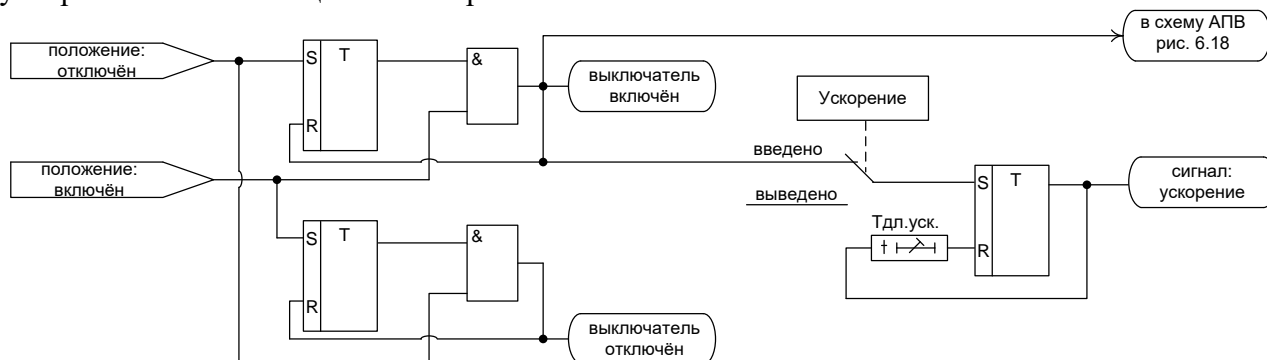 в схему АПВ
рис. 6.18
положение:
отключён
S T
&
выключатель
включён
Ускорение
R
положение:
включён
введено
сигнал:
ускорение
S T
выведено
Tдл.уск.
S T
&
R
R
выключатель
отключён